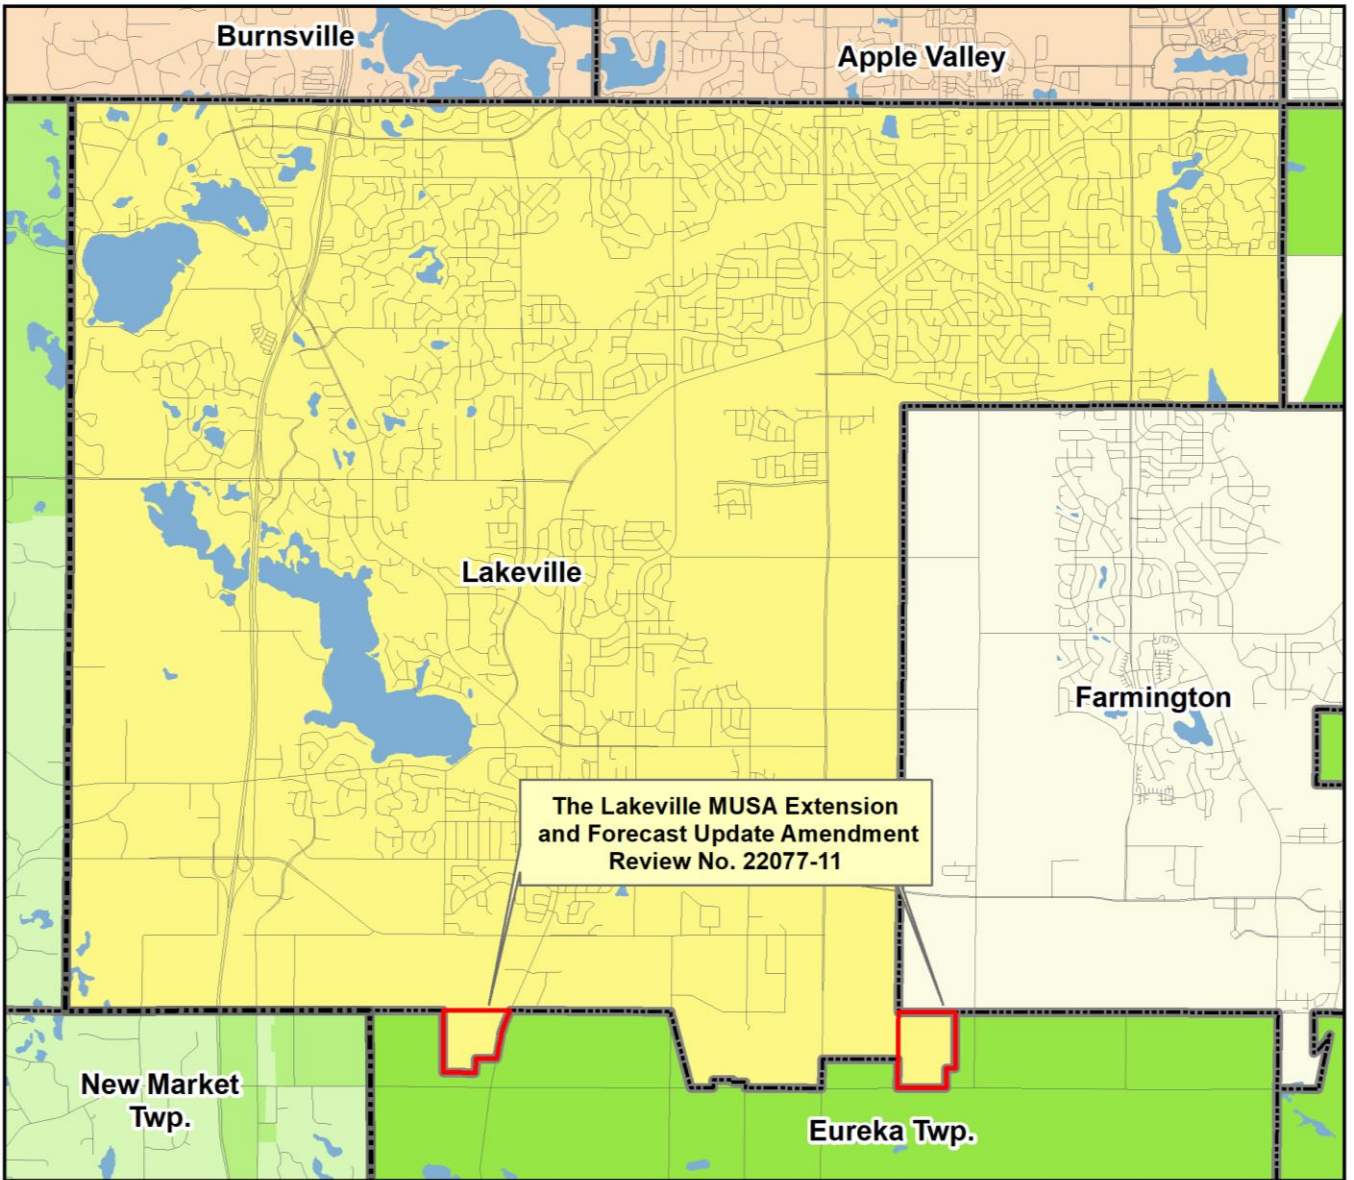 Burnsville
Apple Valley
Lakeville
Farmington
The Lakeville MUSA Extension
and Forecast Update Amendment
Review No. 22077-11
New Market
Twp.
Eureka Twp.